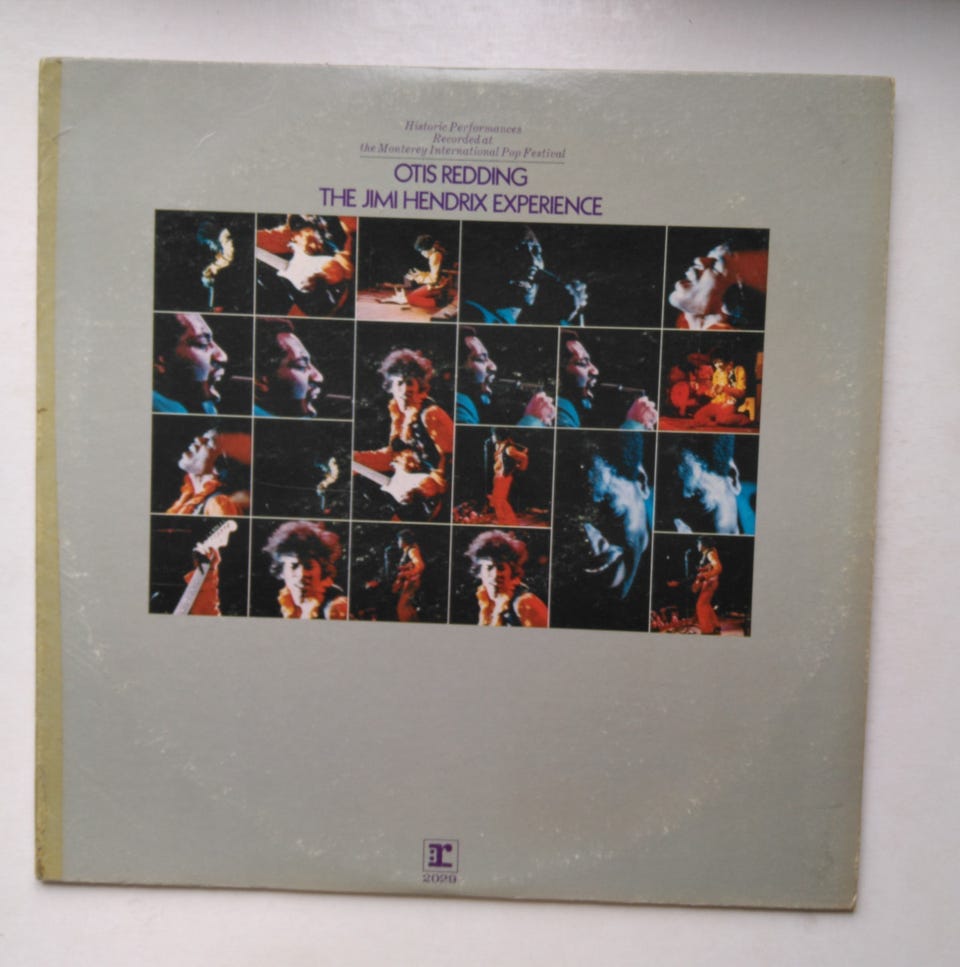 Historic Performances
Recorded at
the Monterey International Pop Festival
OTIS REDDING
THE JIMI HENDRIX EXPERIENCE
:r
2029